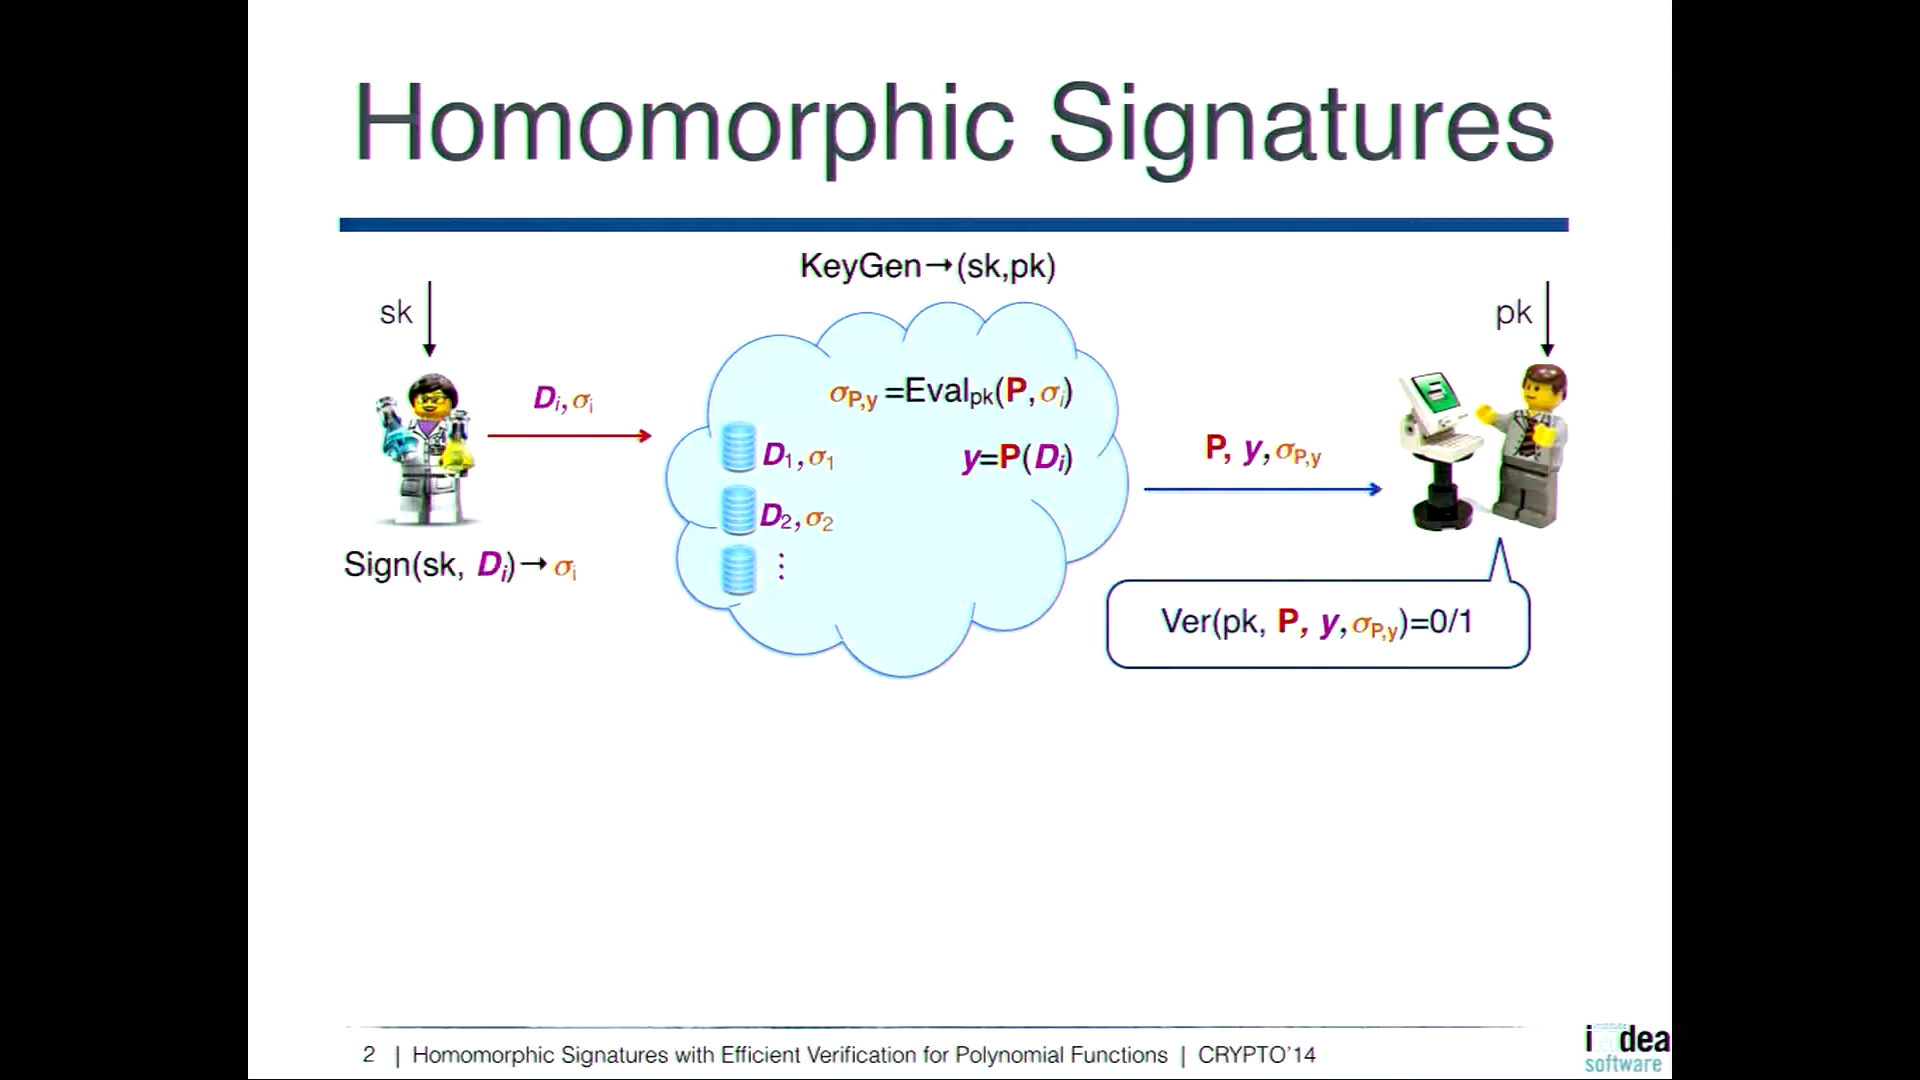 Homomorphic Signatures
KeyGen→(sk,pk)
sk
pk
Dᵢ,σᵢ
σP,y =Evalpk(P,σᵢ)
D₁,σ₁
y=P(Dᵢ)
P, y,σP,y
D₂,σ₂
⋮
Sign(sk, Dᵢ)→σᵢ
Ver(pk, P, y,σP,y)=0/1
2 | Homomorphic Signatures with Efficient Verification for Polynomial Functions | CRYPTO'14
software